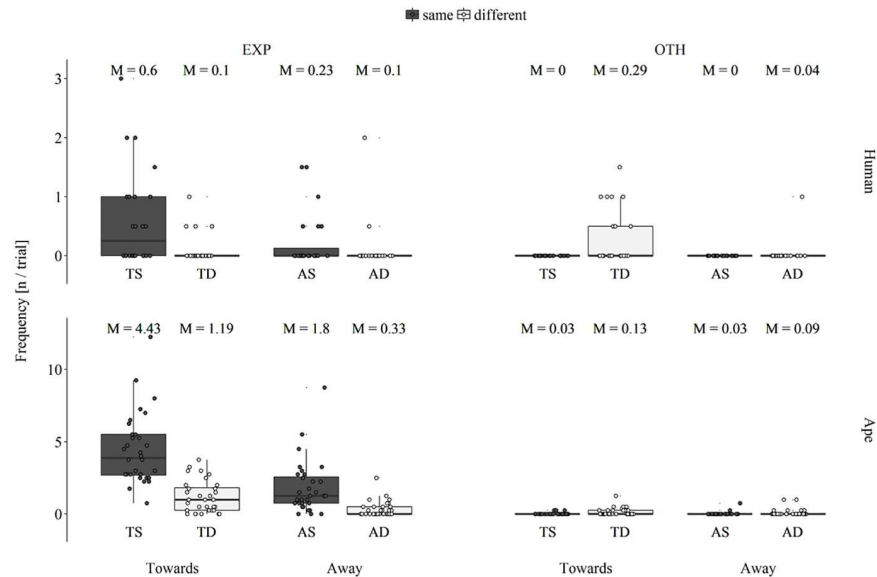 same different
EXP OTH
M = 0.6 M = 0.1 M = 0.23 M = 0.1 M = 0 M = 0.29 M = 0 M = 0.04
3
2
1
0
TS TD AS AD TS TD AS AD
Human
Frequency [n / trial]
M = 4.43 M = 1.19 M = 1.8 M = 0.33 M = 0.03 M = 0.13 M = 0.03 M = 0.09
10
5
0
TS TD AS AD TS TD AS AD
Ape
Towards Away Towards Away